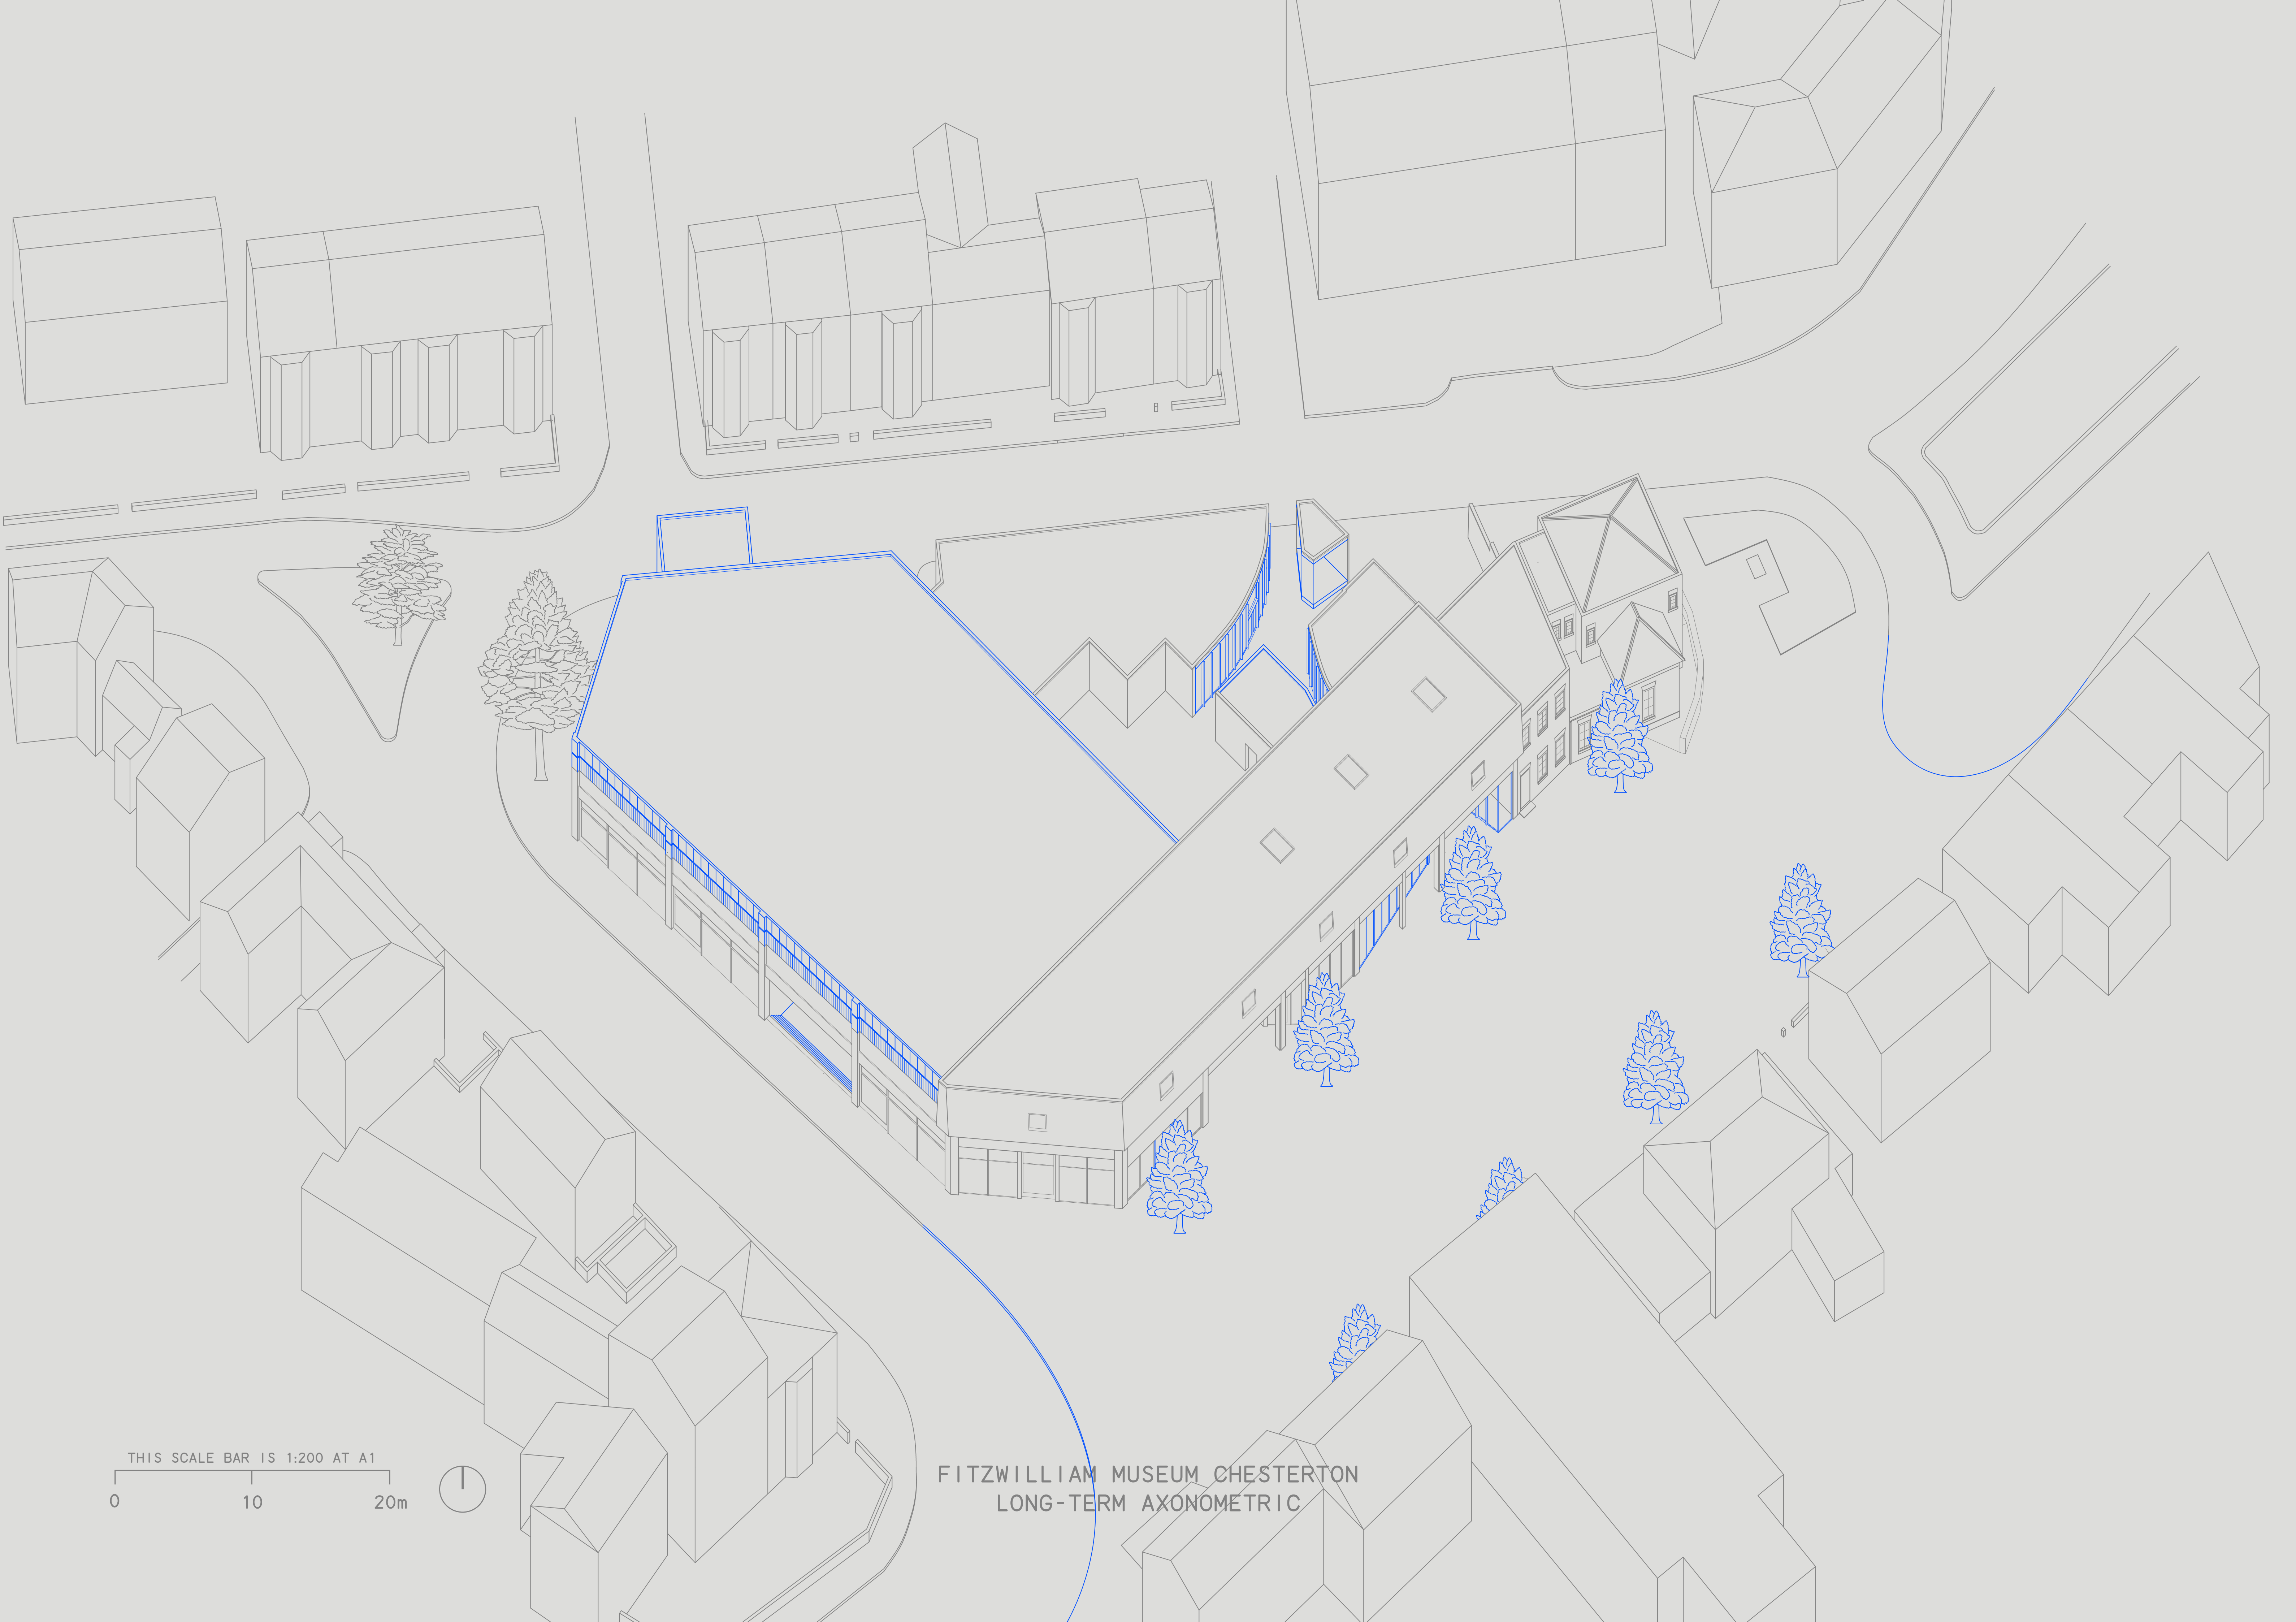 THIS SCALE BAR IS 1:200 AT A1
0 10 20m
FITZWILLIAM MUSEUM CHESTERTON
LONG-TERM AXONOMETRIC